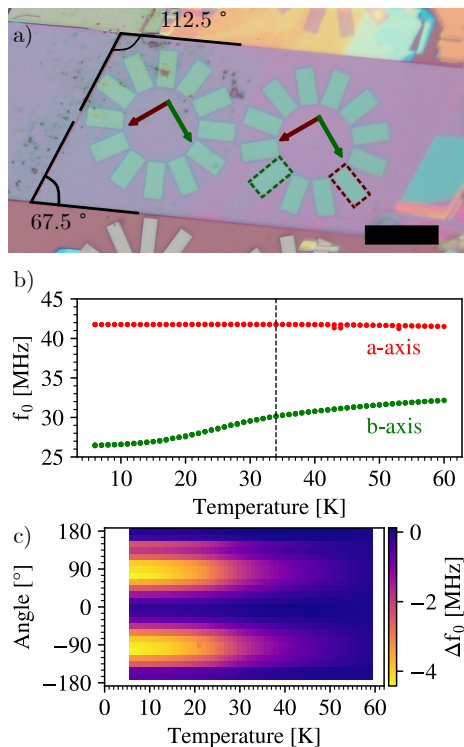 a)
112.5 °
67.5 °
b)
45
40
35
30
25
f₀ [MHz]
a-axis
b-axis
10 20 30 40 50 60
Temperature [K]
c)
180
90
0
−90
−180
Angle [°]
0 10 20 30 40 50 60
Temperature [K]
0
−2
−4
Δf₀ [MHz]